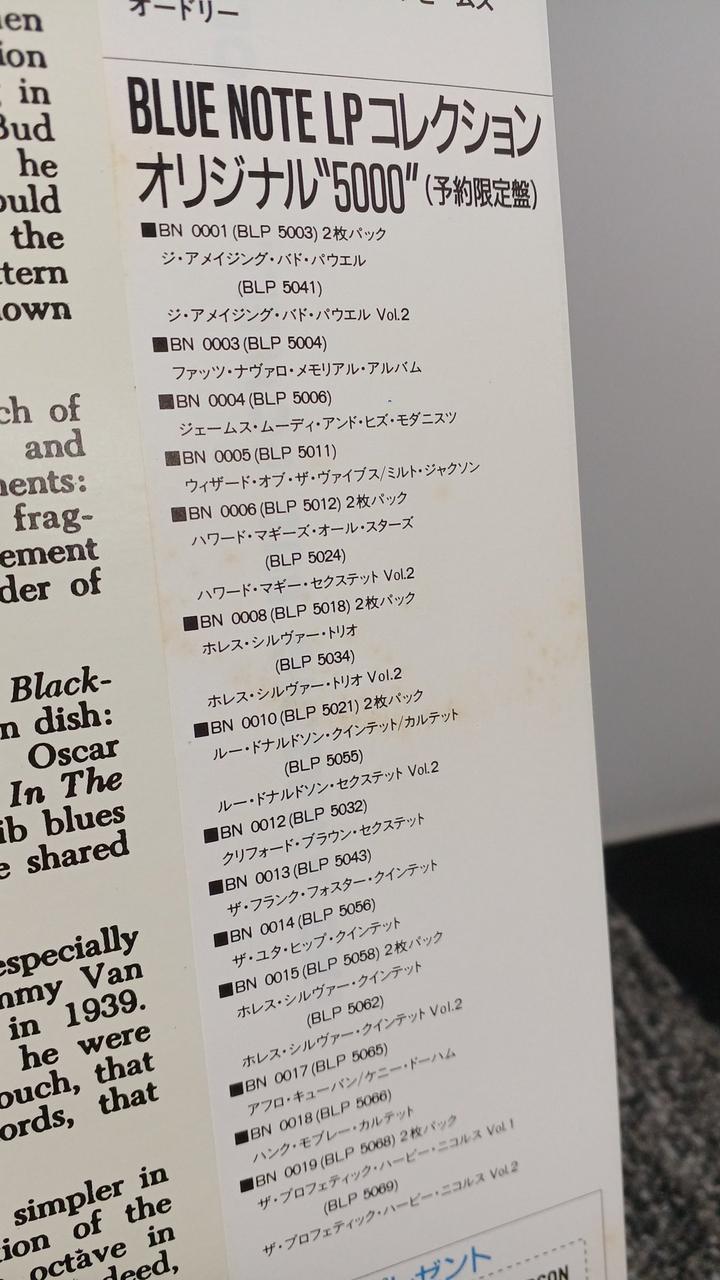 オードリー
BLUE NOTE LPコレクション
オリジナル"5000"(予約限定盤)
■BN 0001(BLP 5003)2枚パック
ジ・アメイジング・バド・パウエル
(BLP 5041)
ジ・アメイジング・バド・パウエル Vol.2
■BN 0003(BLP 5004)
ファッツ・ナヴァロ・メモリアル・アルバム
■BN 0004(BLP 5006)
ジェームス・ムーディ・アンド・ヒズ・モダニスツ
■BN 0005(BLP 5011)
ウィザード・オブ・ザ・ヴァイブス/ミルト・ジャクソン
■BN 0006(BLP 5012)2枚パック
ハワード・マギーズ・オール・スターズ
(BLP 5024)
ハワード・マギー・セクステット Vol.2
■BN 0008(BLP 5018)2枚パック
ホレス・シルヴァー・トリオ
(BLP 5034)
ホレス・シルヴァー・トリオ Vol.2
■BN 0010(BLP 5021)2枚パック
ルー・ドナルドソン・クインテット/カルテット
(BLP 5055)
ルー・ドナルドソン・セクステット Vol.2
■BN 0012(BLP 5032)
クリフォード・ブラウン・セクステット
■BN 0013(BLP 5043)
ザ・フランク・フォスター・クインテット
■BN 0014(BLP 5056)
ザ・ユタ・ヒップ・クインテット
■BN 0015(BLP 5058)2枚パック
ホレス・シルヴァー・クインテット
(BLP 5062)
ホレス・シルヴァー・クインテット Vol.2
■BN 0017(BLP 5065)
アフロ・キューバン/ケニー・ドーハム
■BN 0018(BLP 5066)
ハンク・モブレー・カルテット
■BN 0019(BLP 5068)2枚パック
ザ・プロフェティック・ハービー・ニコルス Vol.1
(BLP 5069)
ザ・プロフェティック・ハービー・ニコルス Vol.2
in
Bud
he
the
ch of
and
frag-
der of
Black-
dish:
Oscar
In The
blues
shared
especially
Van
in 1939.
he were
that
that
simpler in
of the
octave in